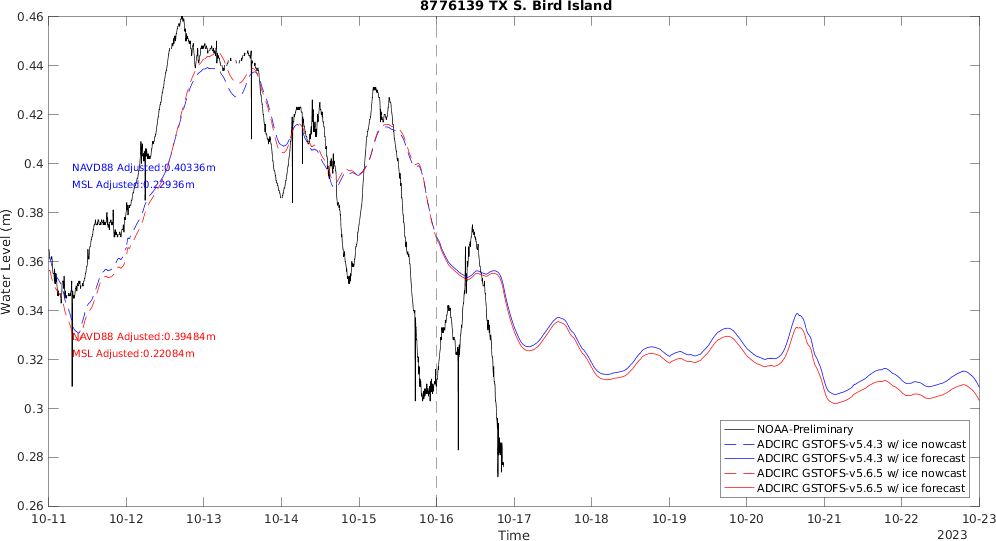 8776139 TX S. Bird Island
0.46
0.44
0.42
0.4
0.38
0.36
0.34
0.32
0.3
0.28
0.26
Water Level (m)
NAVD88 Adjusted:0.40336m
MSL Adjusted:0.22936m
NAVD88 Adjusted:0.39484m
MSL Adjusted:0.22084m
NOAA-Preliminary
ADCIRC GSTOFS-v5.4.3 w/ ice nowcast
ADCIRC GSTOFS-v5.4.3 w/ ice forecast
ADCIRC GSTOFS-v5.6.5 w/ ice nowcast
ADCIRC GSTOFS-v5.6.5 w/ ice forecast
10-11 10-12 10-13 10-14 10-15 10-16 10-17 10-18 10-19 10-20 10-21 10-22 10-23
Time
2023